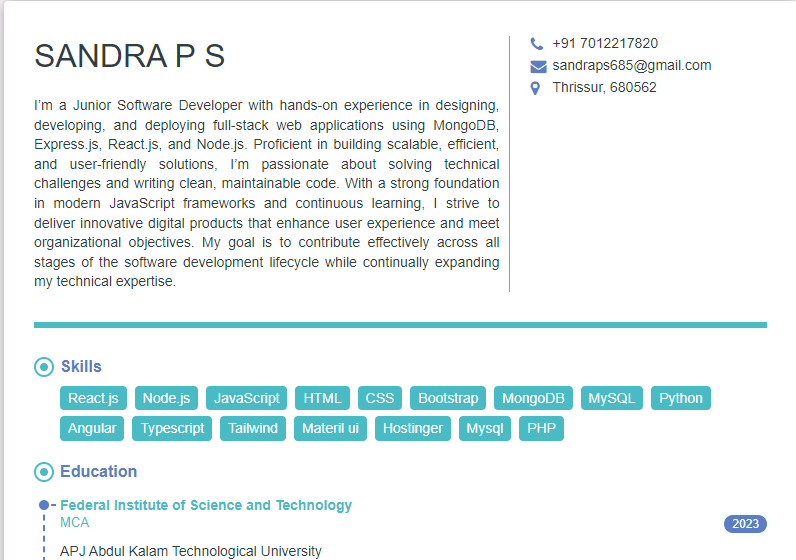 SANDRA P S
+91 7012217820
sandraps685@gmail.com
Thrissur, 680562
I'm a Junior Software Developer with hands-on experience in designing,
developing, and deploying full-stack web applications using MongoDB,
Express.js, React.js, and Node.js. Proficient in building scalable, efficient,
and user-friendly solutions, I'm passionate about solving technical
challenges and writing clean, maintainable code. With a strong foundation
in modern JavaScript frameworks and continuous learning, I strive to
deliver innovative digital products that enhance user experience and meet
organizational objectives. My goal is to contribute effectively across all
stages of the software development lifecycle while continually expanding
my technical expertise.
Skills
React.js Node.js JavaScript HTML CSS Bootstrap MongoDB MySQL Python
Angular Typescript Tailwind Materil ui Hostinger Mysql PHP
Education
Federal Institute of Science and Technology
MCA
2023
APJ Abdul Kalam Technological University